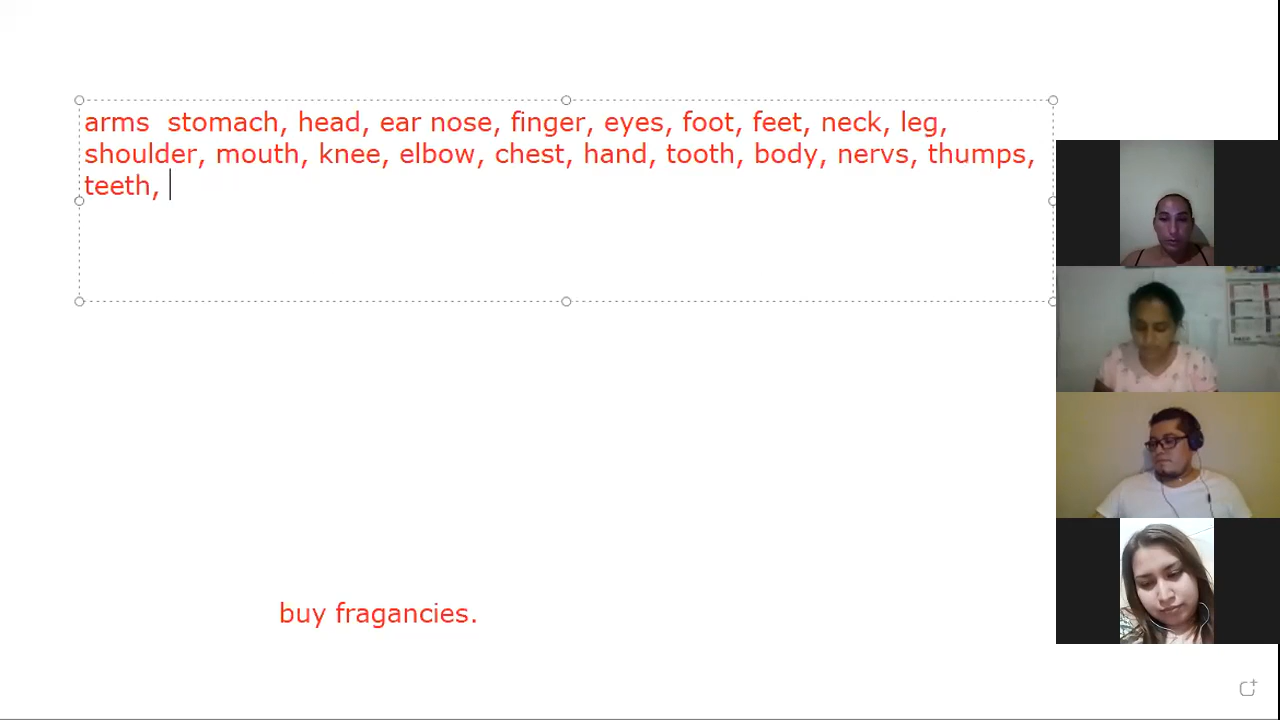 arms stomach, head, ear nose, finger, eyes, foot, feet, neck, leg,
shoulder, mouth, knee, elbow, chest, hand, tooth, body, nervs, thumps,
teeth,
buy fragancies.